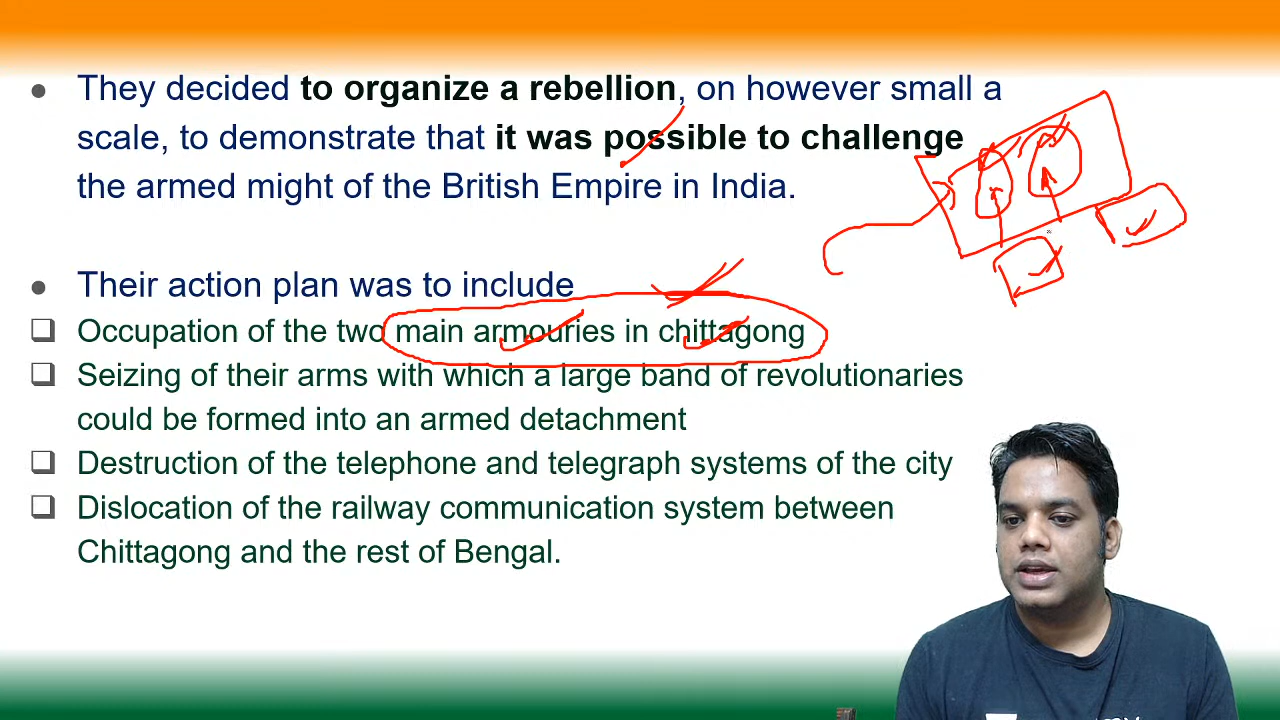 ● They decided to organize a rebellion, on however small a
scale, to demonstrate that it was possible to challenge
the armed might of the British Empire in India.
● Their action plan was to include
❑ Occupation of the two main armouries in chittagong
❑ Seizing of their arms with which a large band of revolutionaries
could be formed into an armed detachment
❑ Destruction of the telephone and telegraph systems of the city
❑ Dislocation of the railway communication system between
Chittagong and the rest of Bengal.